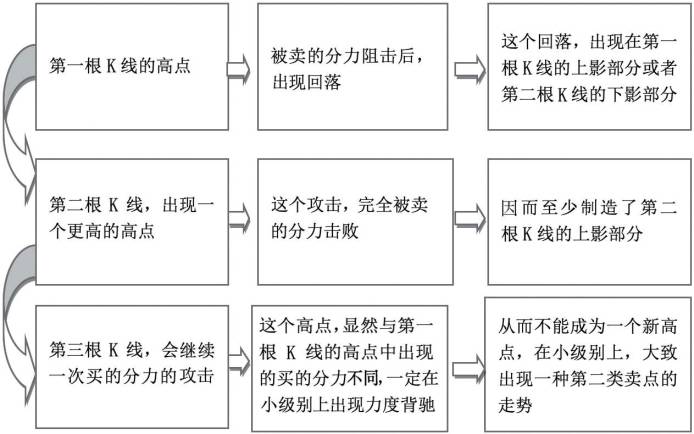 第一根 K 线的高点
被卖的分力阻击后，
出现回落
这个回落，出现在第一
根 K 线的上影部分或者
第二根 K 线的下影部分
第二根 K 线，出现一
个更高的高点
这个攻击，完全被卖
的分力击败
因而至少制造了第二
根 K 线的上影部分
第三根 K 线，会继续
一次买的分力的攻击
这个高点，显然与第一
根 K 线的高点中出现
的买的分力不同，一定在
小级别上出现力度背驰
从而不能成为一个新高
点，在小级别上，大致
出现一种第二类卖点的
走势